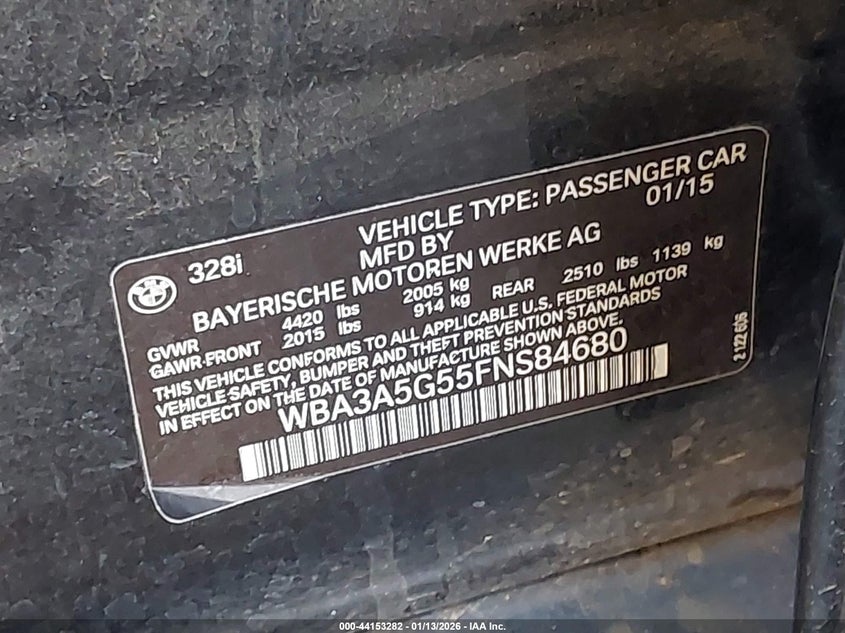 328i
VEHICLE TYPE: PASSENGER CAR
MFD BY 01/15
BAYERISCHE MOTOREN WERKE AG
GVWR 4420 lbs 2005 kg
GAWR-FRONT 2015 lbs 914 kg REAR 2510 lbs 1139 kg
THIS VEHICLE CONFORMS TO ALL APPLICABLE U.S. FEDERAL MOTOR
VEHICLE SAFETY, BUMPER AND THEFT PREVENTION STANDARDS
IN EFFECT ON THE DATE OF MANUFACTURE SHOWN ABOVE.
WBA3A5G55FNS84680
000-44153282 - 01/13/2026 - IAA Inc.